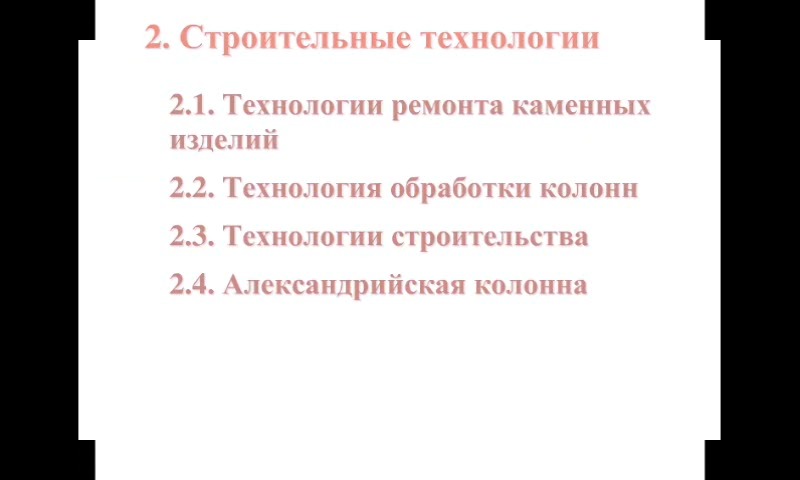 2. Строительные технологии
2.1. Технологии ремонта каменных
изделий
2.2. Технология обработки колонн
2.3. Технологии строительства
2.4. Александрийская колонна